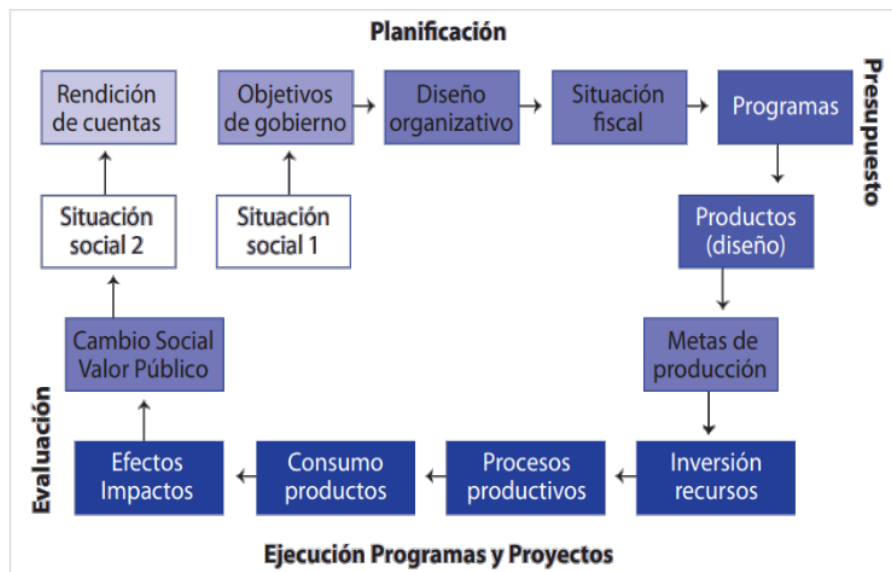 Planificación
Rendición
de cuentas
Objetivos
de gobierno
Diseño
organizativo
Situación
fiscal
Programas
Presupuesto
Situación
social 2
Situación
social 1
Productos
(diseño)
Cambio Social
Valor Público
Metas de
producción
Evaluación
Efectos
Impactos
Consumo
productos
Procesos
productivos
Inversión
recursos
Ejecución Programas y Proyectos